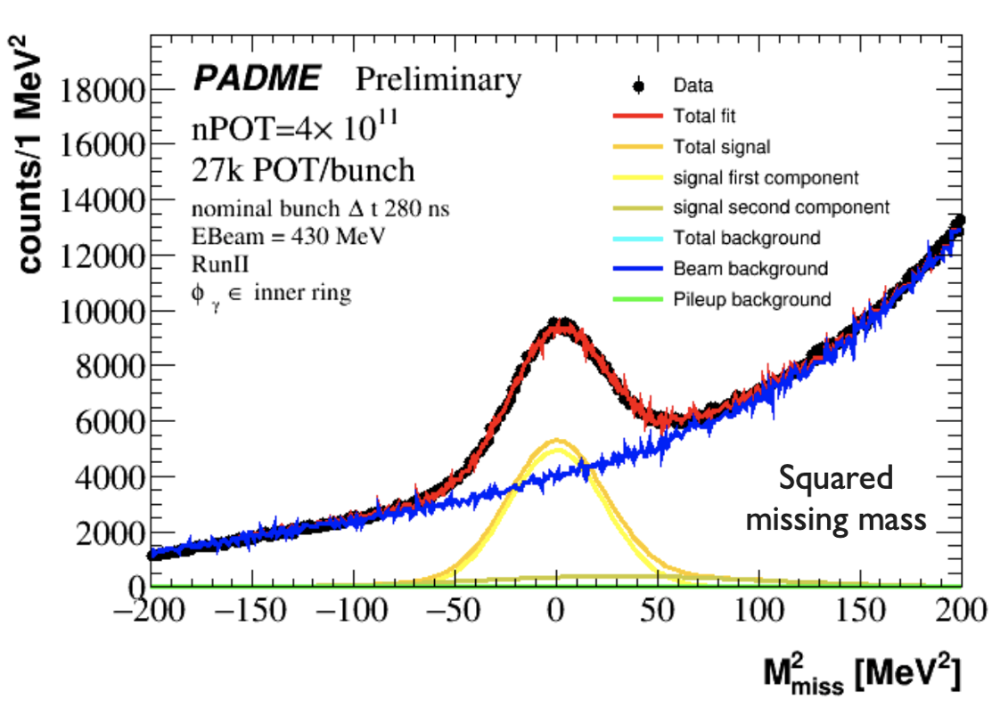 counts/1 MeV²
18000
16000
14000
12000
10000
8000
6000
4000
2000
0
PADME Preliminary
nPOT=4× 10¹¹
27k POT/bunch
nominal bunch Δ t 280 ns
EBeam = 430 MeV
RunII
ϕ_γ ∈ inner ring
Data
Total fit
Total signal
signal first component
signal second component
Total background
Beam background
Pileup background
Squared
missing mass
−200 −150 −100 −50 0 50 100 150 200
M²miss [MeV²]